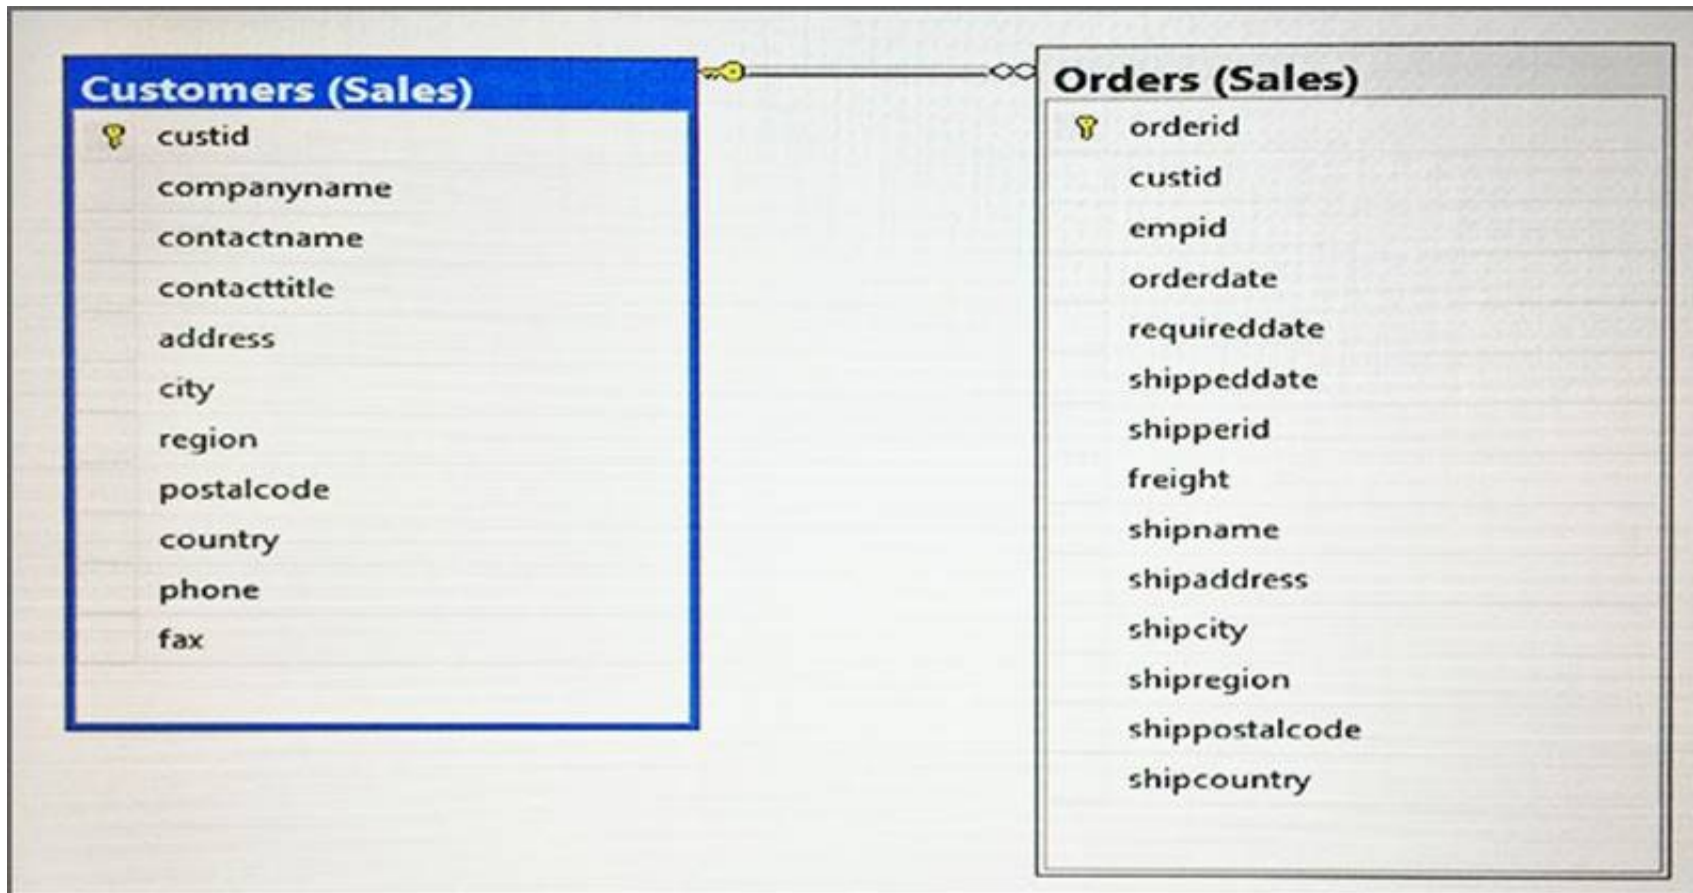 Customers (Sales)
custid
companyname
contactname
contacttitle
address
city
region
postalcode
country
phone
fax
Orders (Sales)
orderid
custid
empid
orderdate
requireddate
shippeddate
shipperid
freight
shipname
shipaddress
shipcity
shipregion
shippostalcode
shipcountry